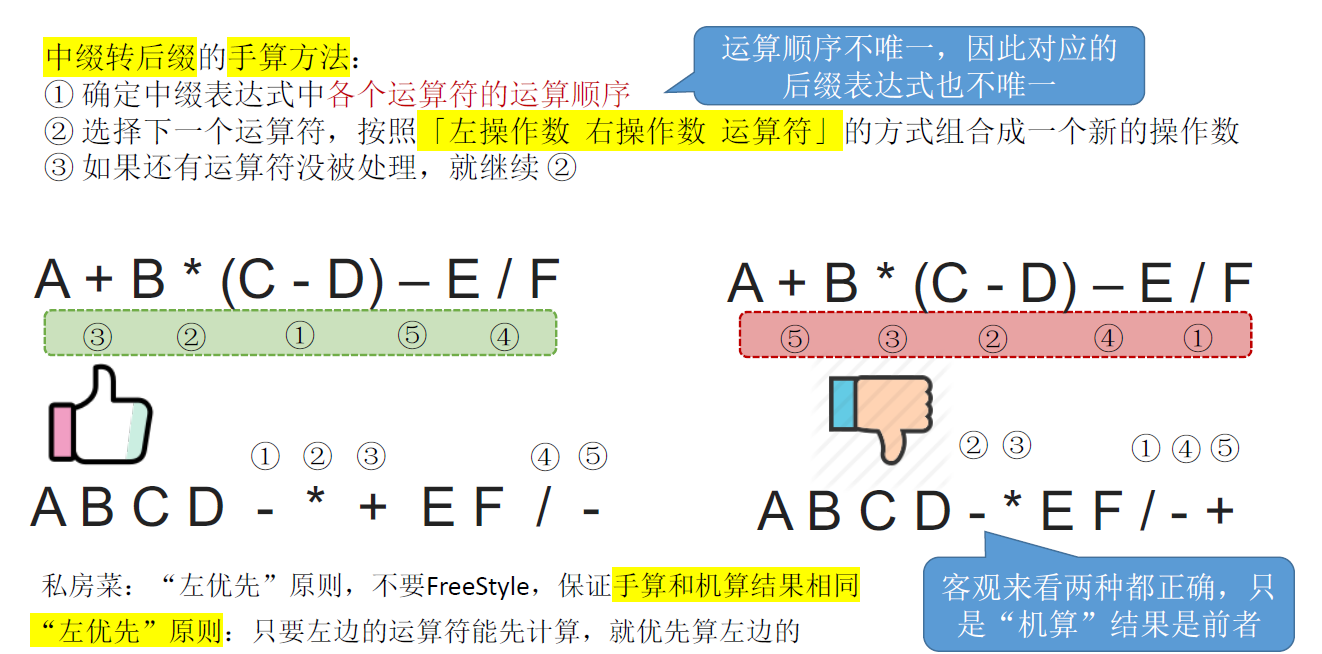 中缀转后缀的手算方法:
① 确定中缀表达式中各个运算符的运算顺序
② 选择下一个运算符，按照「左操作数 右操作数 运算符」的方式组合成一个新的操作数
③ 如果还有运算符没被处理，就继续 ②
运算顺序不唯一，因此对应的
后缀表达式也不唯一
A + B * (C - D) – E / F
③ ② ① ⑤ ④
① ② ③ ④ ⑤
A B C D - * + E F / -
A + B * (C - D) – E / F
⑤ ③ ② ④ ①
② ③ ① ④ ⑤
A B C D - * E F / - +
私房菜：“左优先”原则，不要FreeStyle，保证手算和机算结果相同
“左优先”原则：只要左边的运算符能先计算，就优先算左边的
客观来看两种都正确，只
是“机算”结果是前者